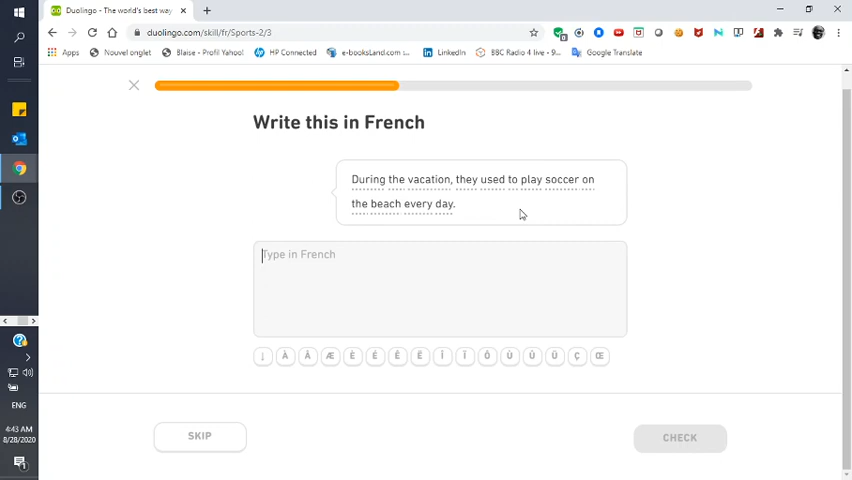 Duolingo - The world's best way
duolingo.com/skill/fr/Sports-2/3
Apps
Nouvel onglet
Blaise - Profil Yahoo!
HP Connected
e-booksLand.com :...
LinkedIn
BBC Radio 4 live - 9...
Google Translate
Write this in French
During the vacation, they used to play soccer on
the beach every day.
Type in French
↓ À Â Æ È É Ê Ë Î Ï Ô Ù Û Ü Ç Œ
SKIP
CHECK
ENG
4:43 AM
8/28/2020